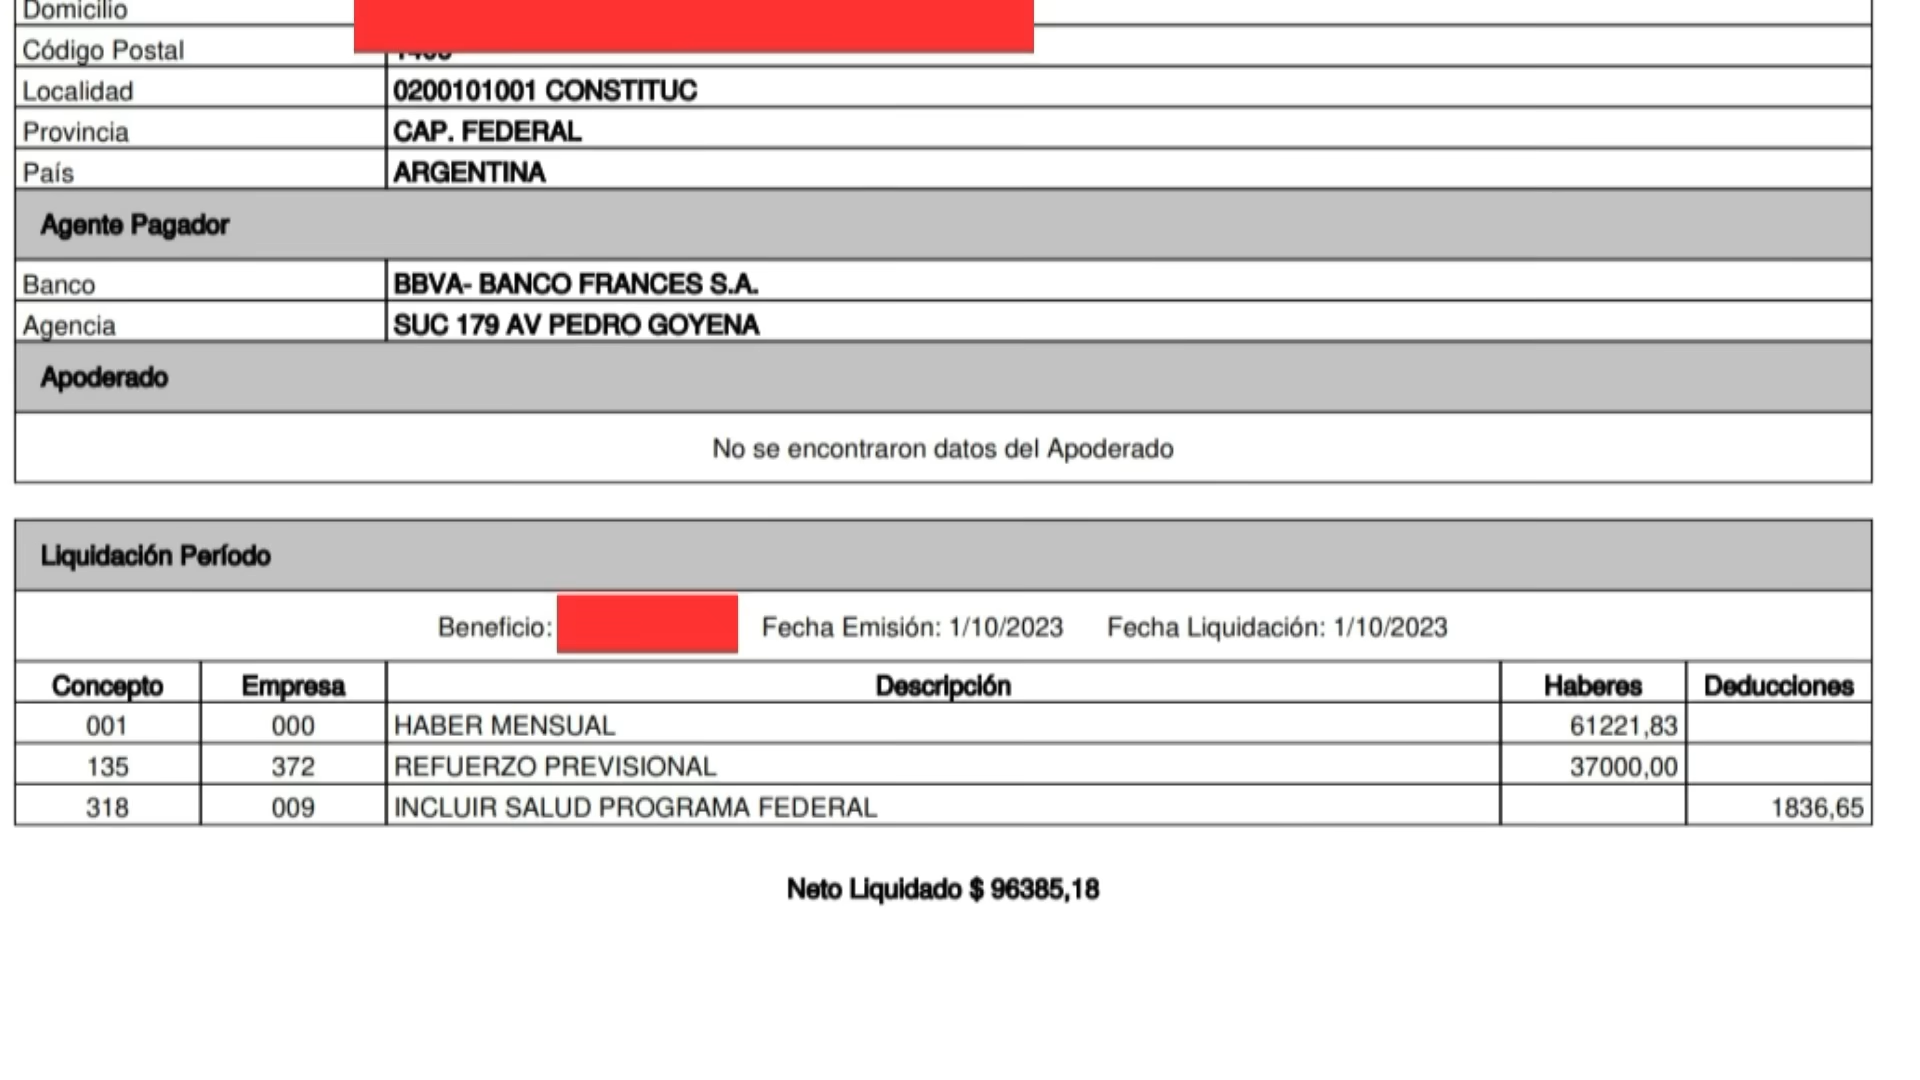 Domicilio
Código Postal
Localidad 0200101001 CONSTITUC
Provincia CAP. FEDERAL
País ARGENTINA
Agente Pagador
Banco BBVA- BANCO FRANCES S.A.
Agencia SUC 179 AV PEDRO GOYENA
Apoderado
No se encontraron datos del Apoderado
Liquidación Período
Beneficio: Fecha Emisión: 1/10/2023 Fecha Liquidación: 1/10/2023
Concepto Empresa Descripción Haberes Deducciones
001 000 HABER MENSUAL 61221,83
135 372 REFUERZO PREVISIONAL 37000,00
318 009 INCLUIR SALUD PROGRAMA FEDERAL 1836,65
Neto Liquidado $ 96385,18